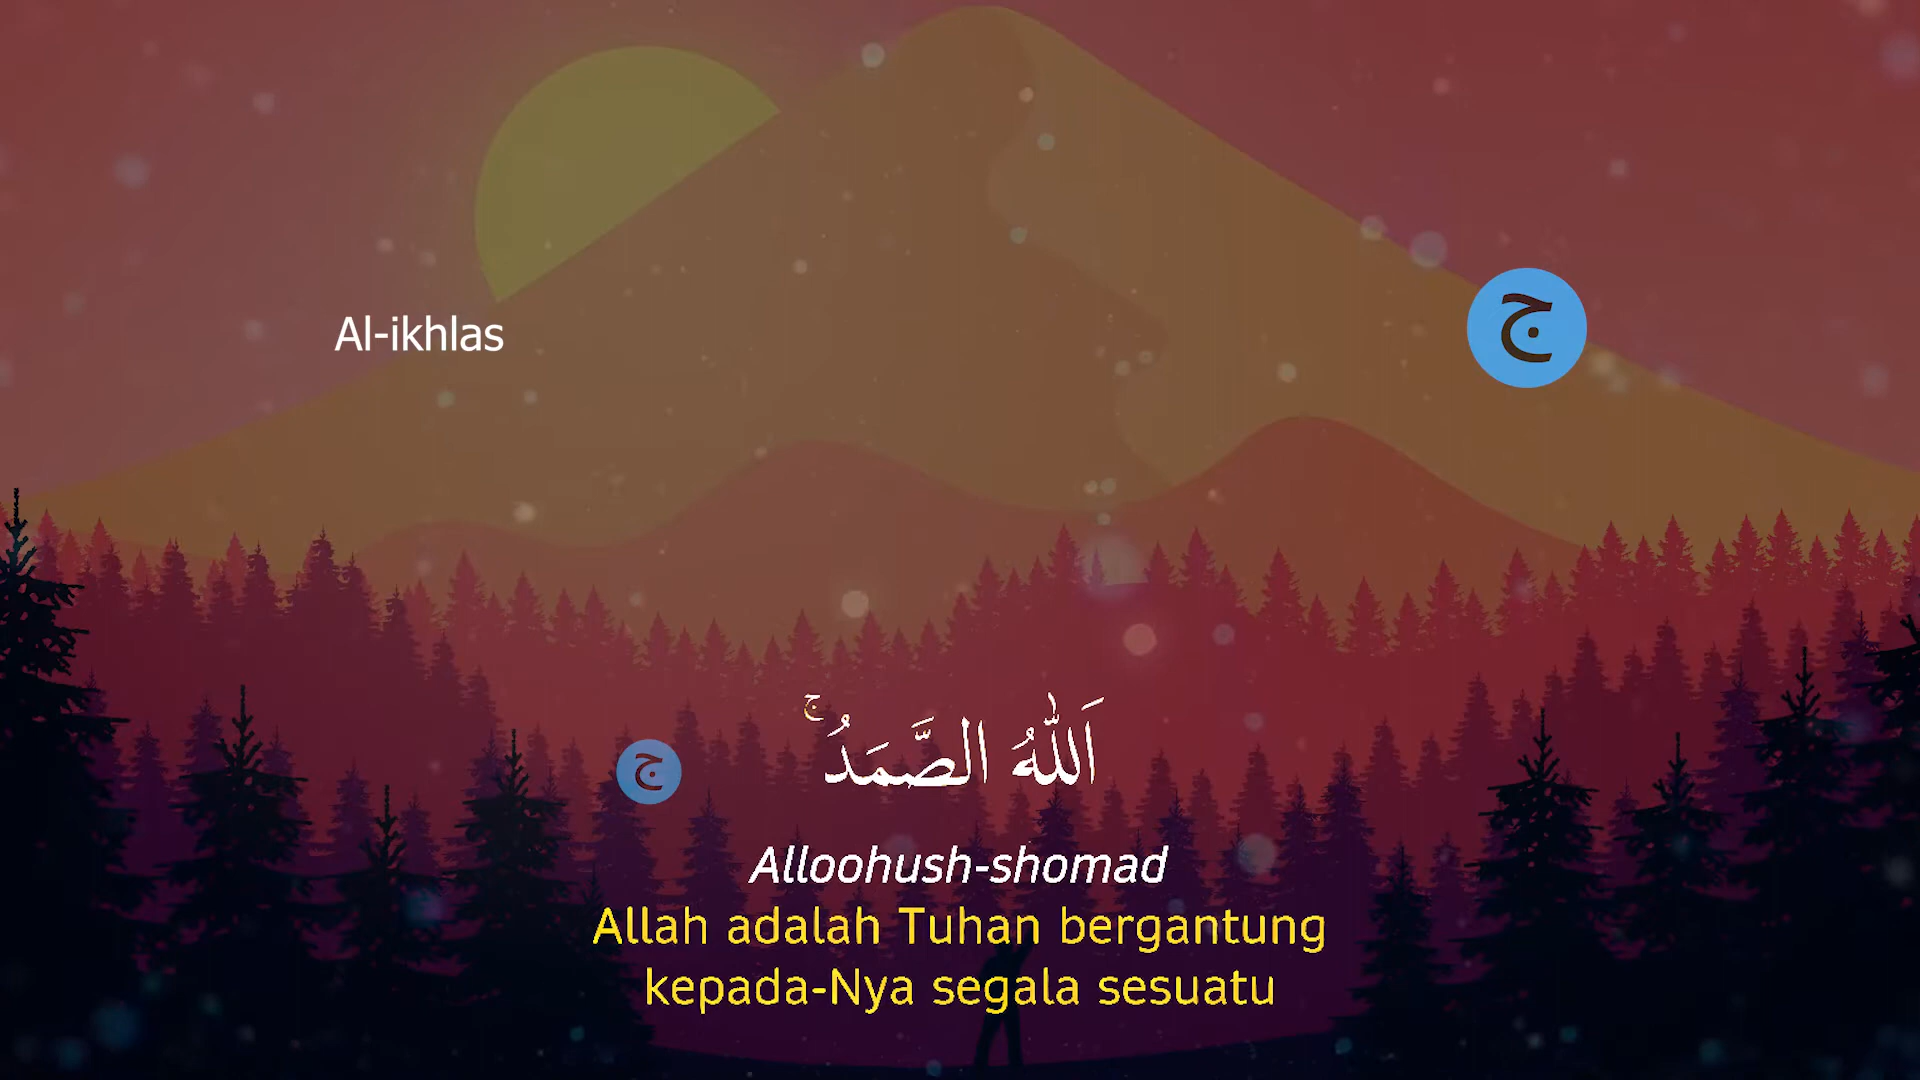 Al-ikhlas
ج
ج
اَللّٰهُ الصَّمَدُ ۚ
Alloohush-shomad
Allah adalah Tuhan bergantung
kepada-Nya segala sesuatu